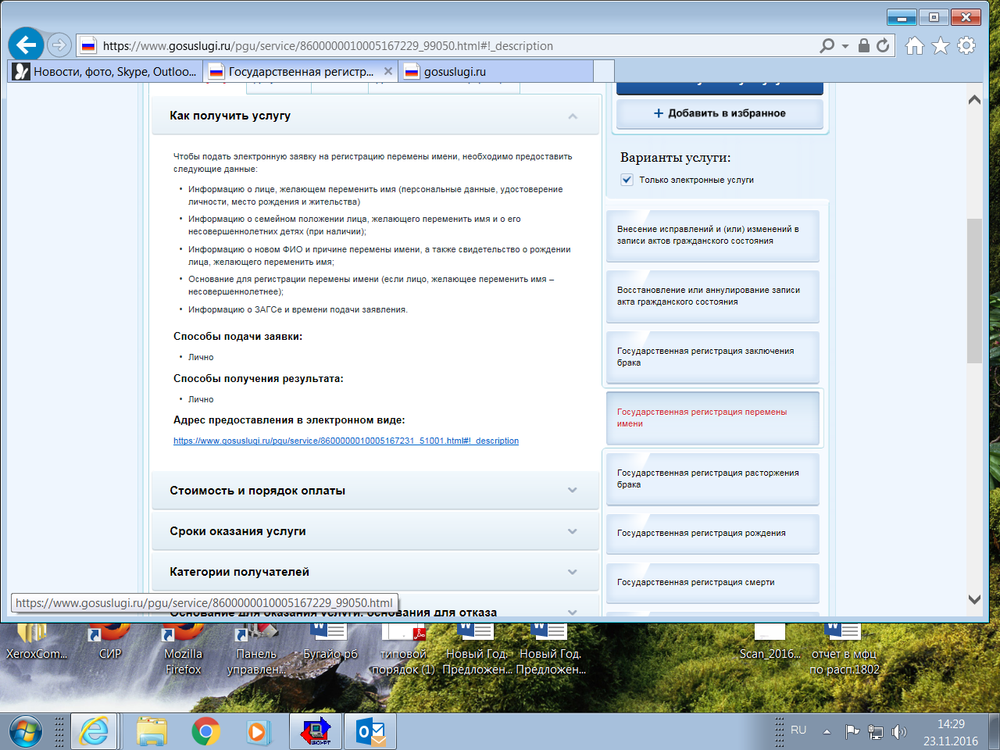 https://www.gosuslugi.ru/pgu/service/8600000010005167229_99050.html#!_description
Новости, фото, Skype, Outloo...
Государственная регистр...
gosuslugi.ru
Как получить услугу
Чтобы подать электронную заявку на регистрацию перемены имени, необходимо предоставить
следующие данные:
• Информацию о лице, желающем переменить имя (персональные данные, удостоверение
личности, место рождения и жительства)
• Информацию о семейном положении лица, желающего переменить имя и о его
несовершеннолетних детях (при наличии);
• Информацию о новом ФИО и причине перемены имени, а также свидетельство о рождении
лица, желающего переменить имя;
• Основание для регистрации перемены имени (если лицо, желающее переменить имя –
несовершеннолетнее);
• Информацию о ЗАГСе и времени подачи заявления.
Способы подачи заявки:
• Лично
Способы получения результата:
• Лично
Адрес предоставления в электронном виде:
https://www.gosuslugi.ru/pgu/service/8600000010005167231_51001.html#!_description
Стоимость и порядок оплаты
Сроки оказания услуги
Категории получателей
Основание для оказания услуги, основания для отказа
+ Добавить в избранное
Варианты услуги:
Только электронные услуги
Внесение исправлений и (или) изменений в
записи актов гражданского состояния
Восстановление или аннулирование записи
акта гражданского состояния
Государственная регистрация заключения
брака
Государственная регистрация перемены
имени
Государственная регистрация расторжения
брака
Государственная регистрация рождения
Государственная регистрация смерти
https://www.gosuslugi.ru/pgu/service/8600000010005167229_99050.html
XeroxCom...
СИР
Mozilla
Firefox
Панель
управлен...
Бугайо рб
типовой
порядок (1)
Новый Год.
Предложен...
Новый Год.
Предложен...
Scan_2016...
отчет в мфц
по расп.1802
RU
14:29
23.11.2016